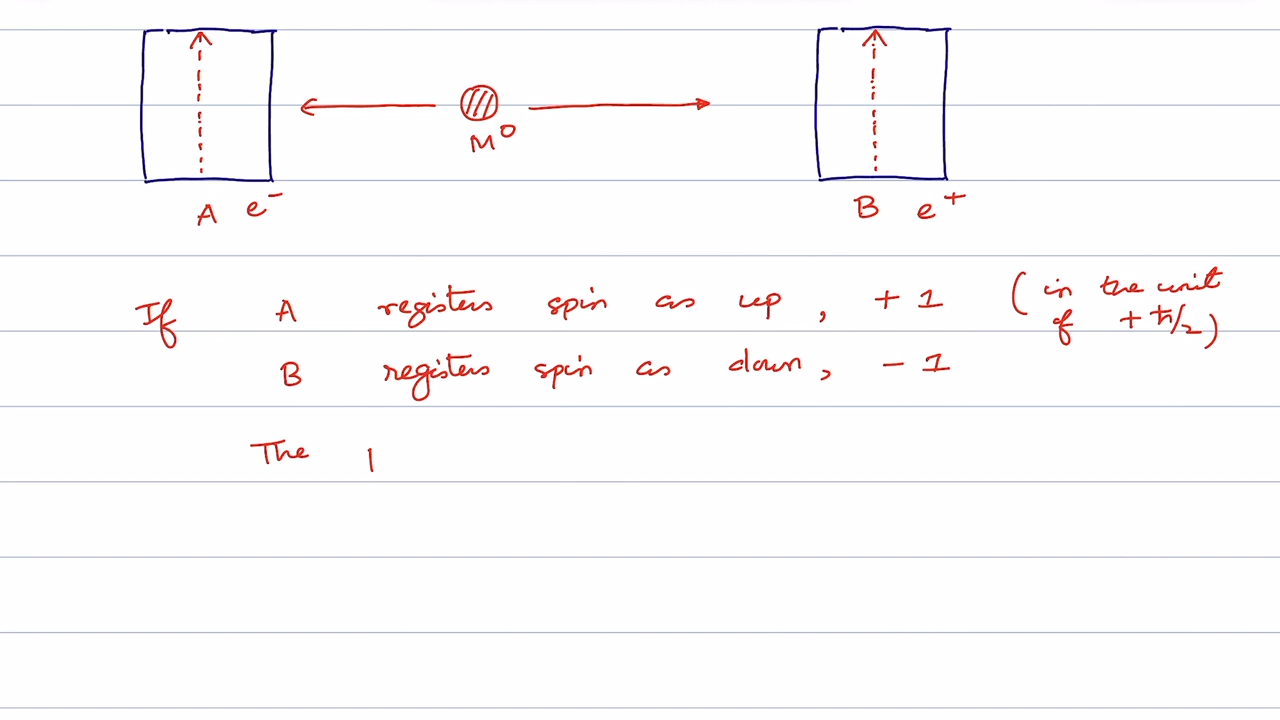 M⁰
A e⁻ B e⁺
If A registers spin as up, + 1 (in the unit
of + ħ/2)
B registers spin as down, - 1
The